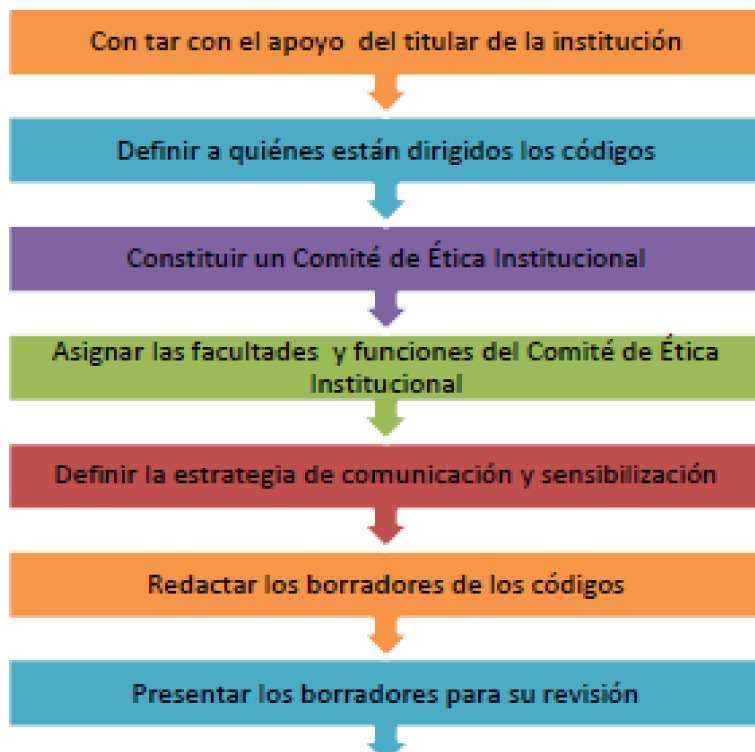 Con tar con el apoyo del titular de la institución
Definir a quiénes están dirigidos los códigos
Constituir un Comité de Ética Institucional
Asignar las facultades y funciones del Comité de Ética
Institucional
Definir la estrategia de comunicación y sensibilización
Redactar los borradores de los códigos
Presentar los borradores para su revisión